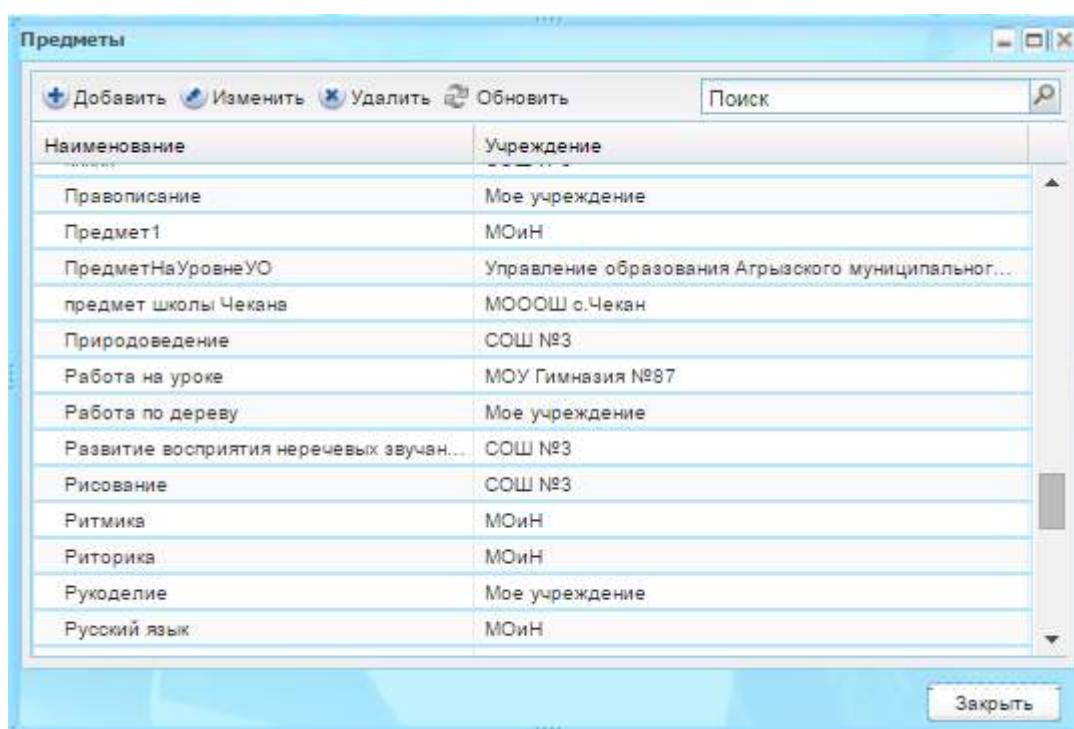 Предметы
Добавить Изменить Удалить Обновить Поиск
Наименование Учреждение
Правописание Мое учреждение
Предмет1 МОиН
ПредметНаУровнеУО Управление образования Агрызского муниципальног...
предмет школы Чекана МОООШ с.Чекан
Природоведение СОШ №3
Работа на уроке МОУ Гимназия №87
Работа по дереву Мое учреждение
Развитие восприятия неречевых звучан... СОШ №3
Рисование СОШ №3
Ритмика МОиН
Риторика МОиН
Рукоделие Мое учреждение
Русский язык МОиН
Закрыть